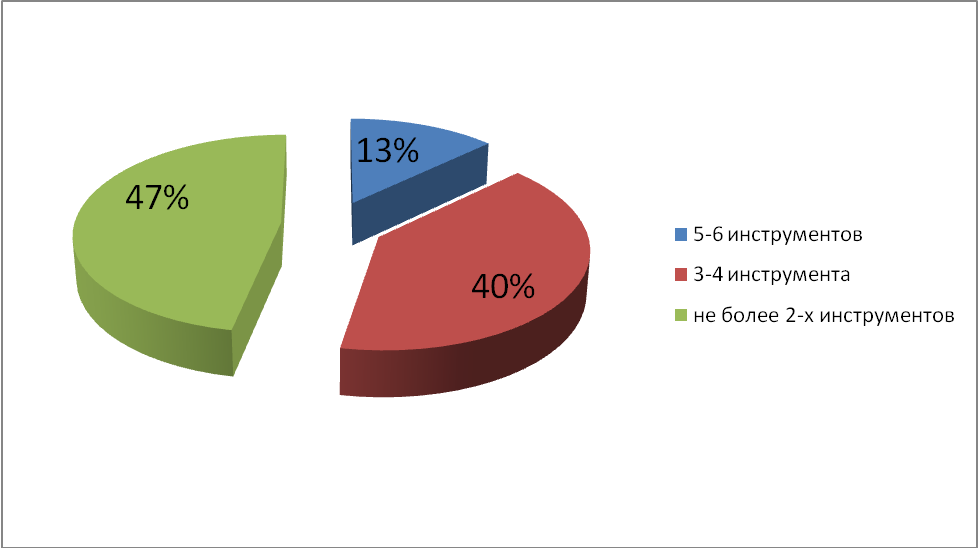 13%
47%
40%
5-6 инструментов
3-4 инструмента
не более 2-х инструментов